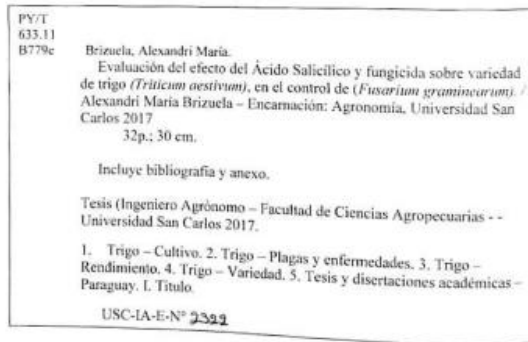 PY/T
633.11
B779e
Brizuela, Alexandri María.
Evaluación del efecto del Ácido Salicílico y fungicida sobre variedad
de trigo (Triticum aestivum), en el control de (Fusarium graminearum). /
Alexandri María Brizuela – Encarnación: Agronomía, Universidad San
Carlos 2017
32p.; 30 cm.
Incluye bibliografía y anexo.
Tesis (Ingeniero Agrónomo – Facultad de Ciencias Agropecuarias - -
Universidad San Carlos 2017.
1. Trigo – Cultivo. 2. Trigo – Plagas y enfermedades. 3. Trigo –
Rendimiento. 4. Trigo – Variedad. 5. Tesis y disertaciones académicas –
Paraguay. I. Titulo.
USC-IA-E-N° 2322